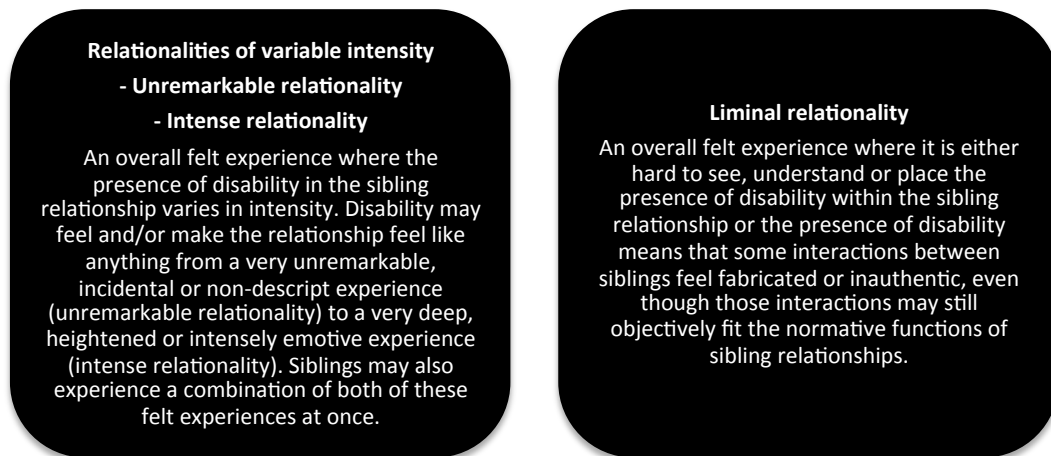 Relationalities of variable intensity
- Unremarkable relationality
- Intense relationality
An overall felt experience where the
presence of disability in the sibling
relationship varies in intensity. Disability may
feel and/or make the relationship feel like
anything from a very unremarkable,
incidental or non-descript experience
(unremarkable relationality) to a very deep,
heightened or intensely emotive experience
(intense relationality). Siblings may also
experience a combination of both of these
felt experiences at once.
Liminal relationality
An overall felt experience where it is either
hard to see, understand or place the
presence of disability within the sibling
relationship or the presence of disability
means that some interactions between
siblings feel fabricated or inauthentic, even
though those interactions may still
objectively fit the normative functions of
sibling relationships.